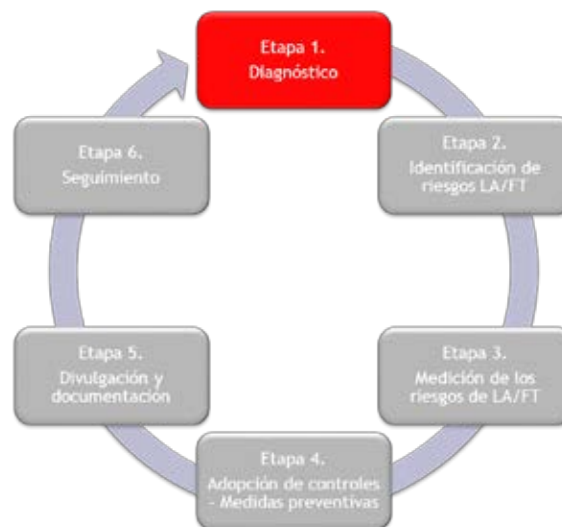 Etapa 1.
Diagnóstico
Etapa 2.
Identificación de
riesgos LA/FT
Etapa 3.
Medición de los
riesgos de LA/FT
Etapa 4.
Adopción de controles
- Medidas preventivas
Etapa 5.
Divulgación y
documentación
Etapa 6.
Seguimiento